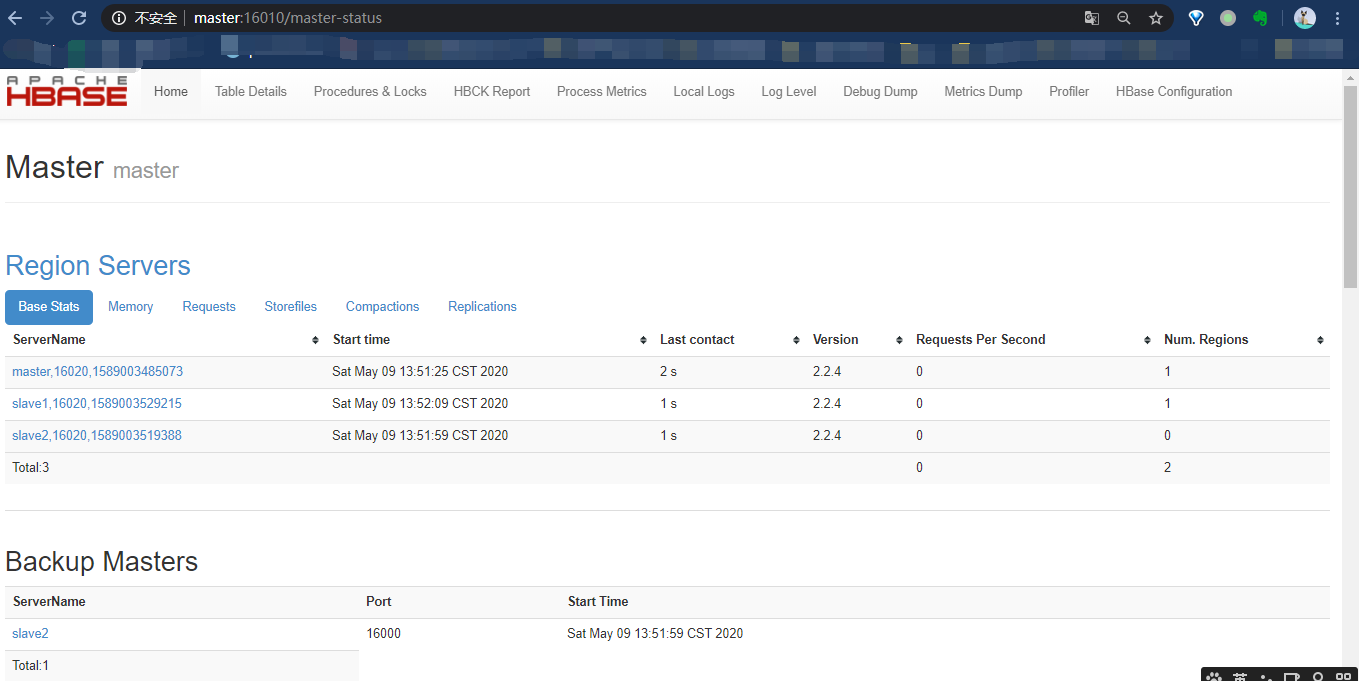 不安全 master:16010/master-status
APACHE
HBASE
Home Table Details Procedures & Locks HBCK Report Process Metrics Local Logs Log Level Debug Dump Metrics Dump Profiler HBase Configuration
Master master
Region Servers
Base Stats Memory Requests Storefiles Compactions Replications
ServerName Start time Last contact Version Requests Per Second Num. Regions
master,16020,1589003485073 Sat May 09 13:51:25 CST 2020 2 s 2.2.4 0 1
slave1,16020,1589003529215 Sat May 09 13:52:09 CST 2020 1 s 2.2.4 0 1
slave2,16020,1589003519388 Sat May 09 13:51:59 CST 2020 1 s 2.2.4 0 0
Total:3 0 2
Backup Masters
ServerName Port Start Time
slave2 16000 Sat May 09 13:51:59 CST 2020
Total:1
英